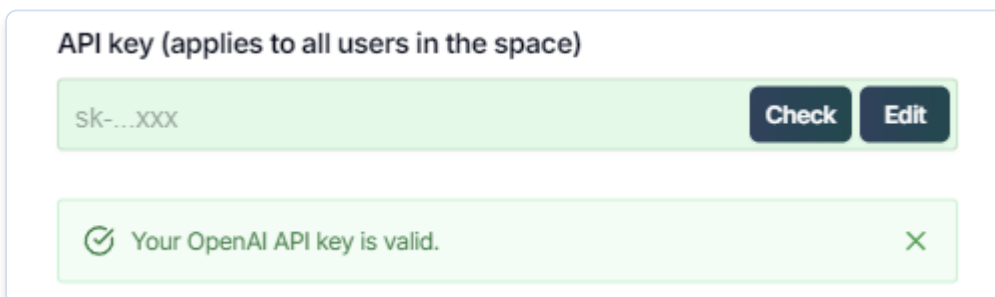 API key (applies to all users in the space)
sk-...xxx
Check
Edit
Your OpenAI API key is valid.